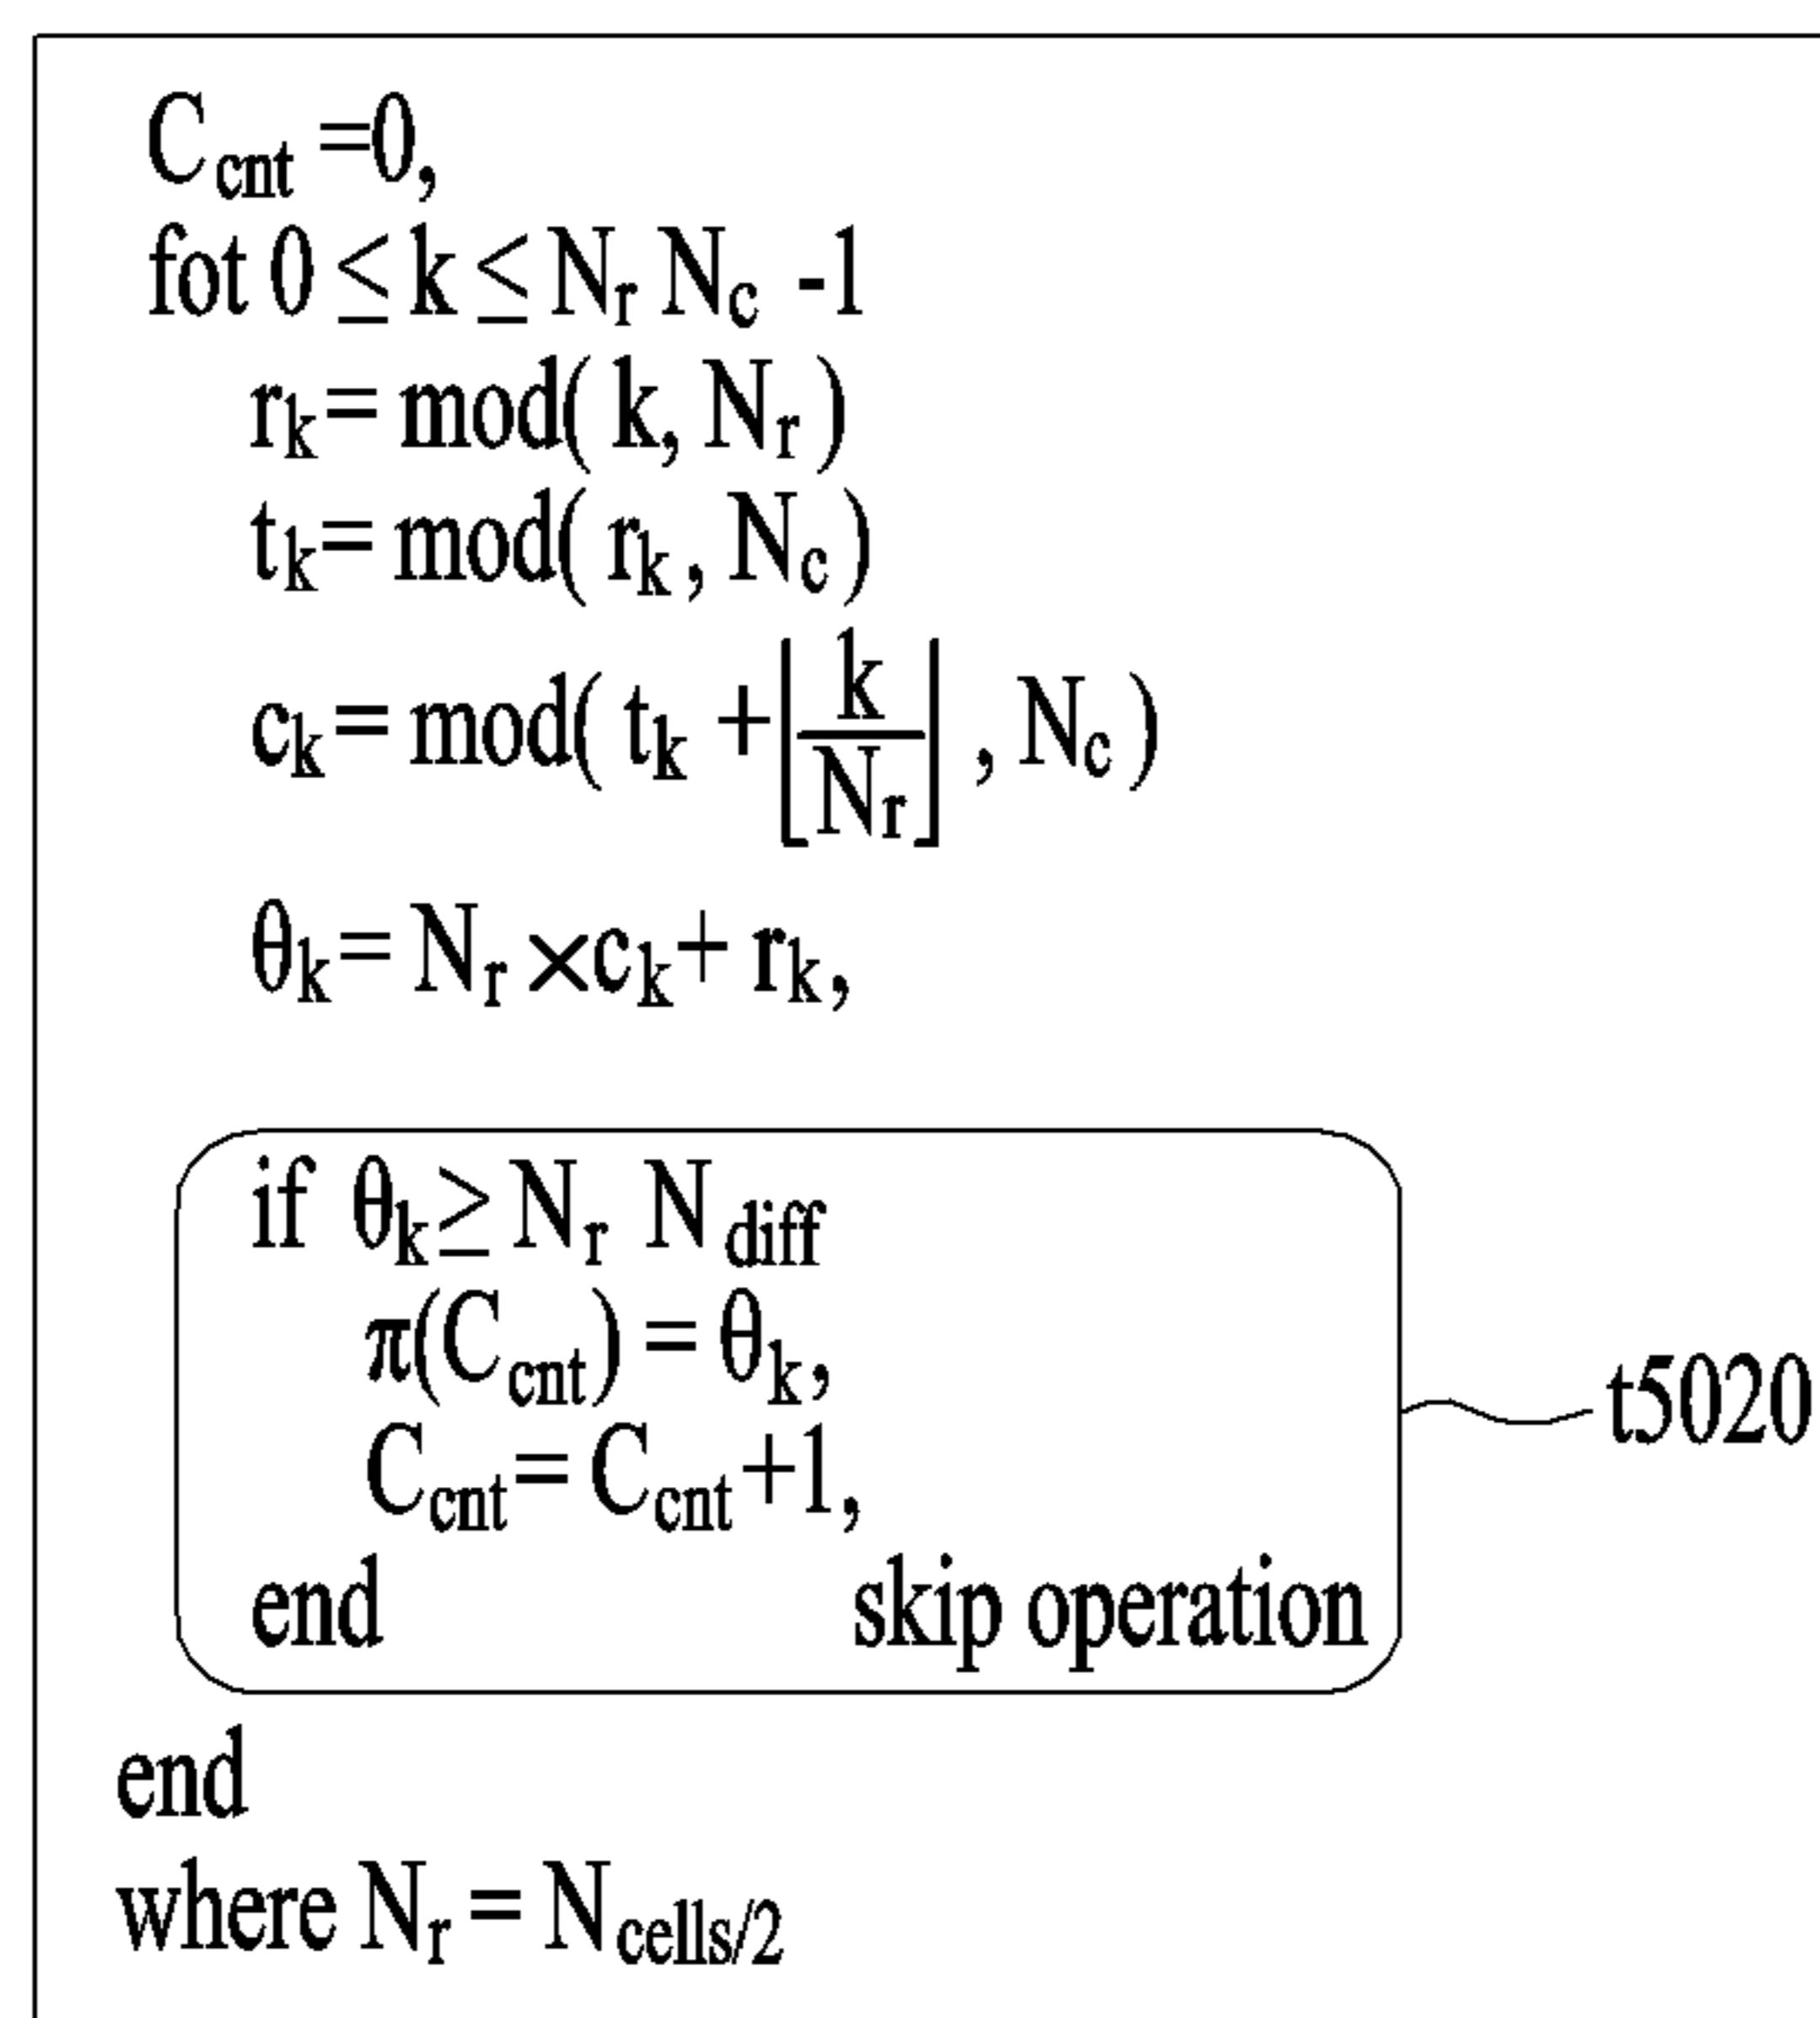 C_cnt =0,
fot 0 ≤ k ≤ N_r N_c -1
r_k = mod( k, N_r )
t_k = mod( r_k , N_c )
c_k = mod( t_k + ⌊k/N_r⌋ , N_c )
θ_k = N_r ×c_k + r_k,
if θ_k ≥ N_r N_diff
π(C_cnt) = θ_k,
C_cnt = C_cnt +1,
t5020
end skip operation
end
where N_r = N_cells/2